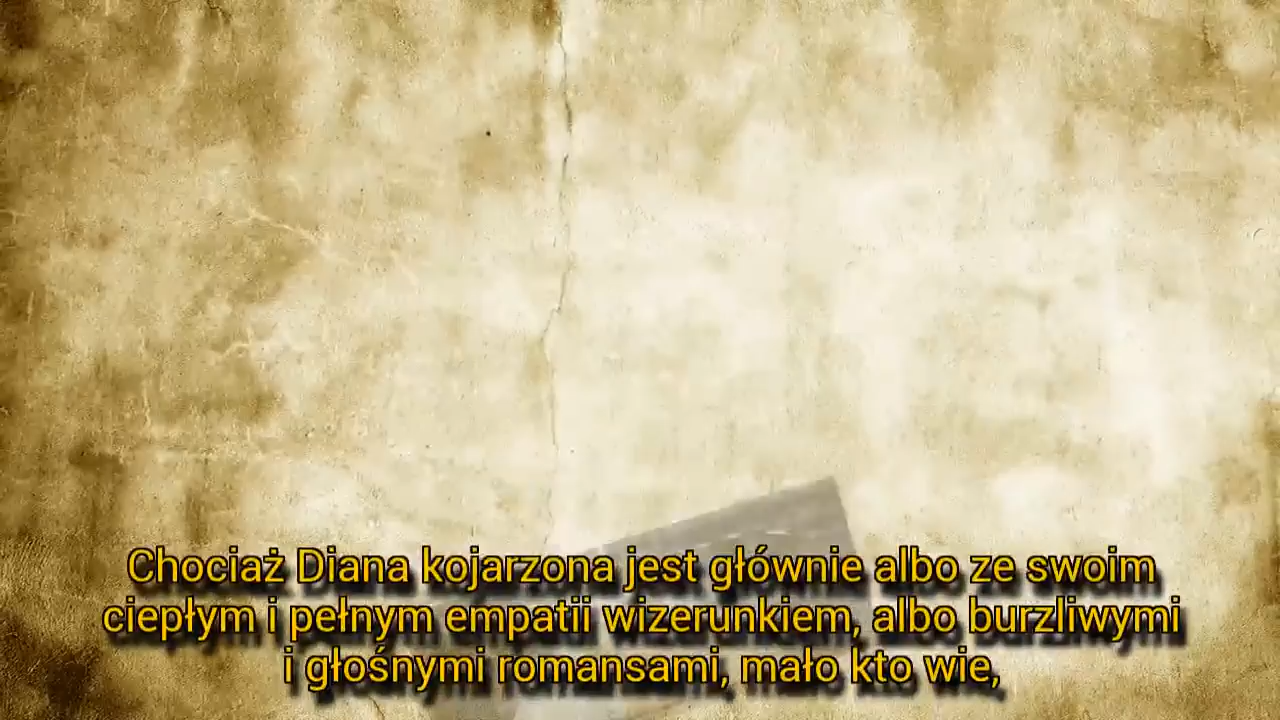 Chociaż Diana kojarzona jest głównie albo ze swoim
ciepłym i pełnym empatii wizerunkiem, albo burzliwymi
i głośnymi romansami, mało kto wie,